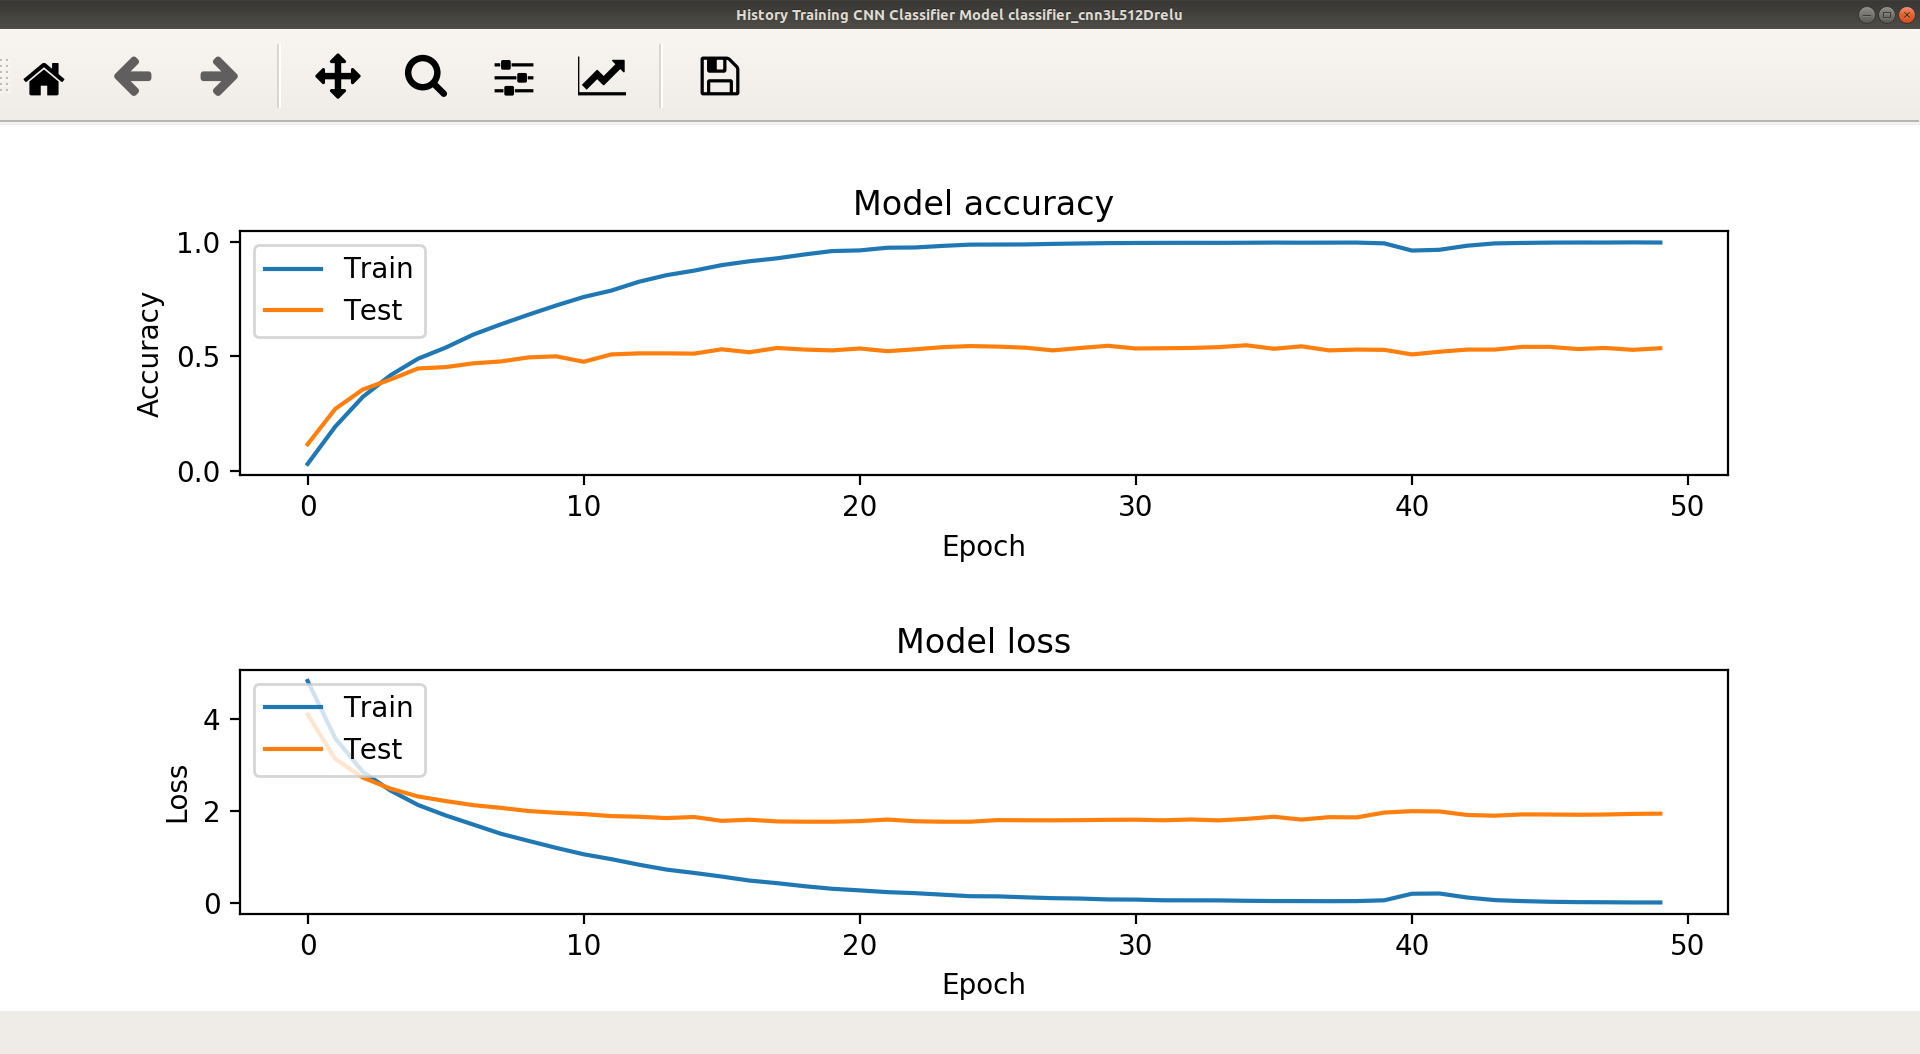 History Training CNN Classifier Model classifier_cnn3L512Drelu
Model accuracy
1.0
0.5
0.0
Accuracy
Train
Test
0 10 20 30 40 50
Epoch
Model loss
4
2
0
Loss
Train
Test
0 10 20 30 40 50
Epoch